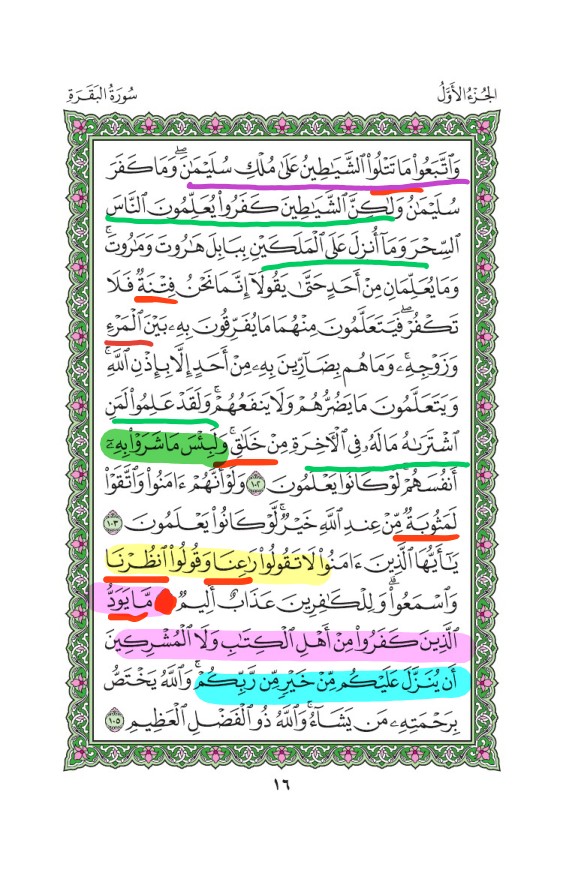 الجُزْءُ الأَوَّلُ
سُورَةُ البَقَرَةِ
وَٱتَّبَعُوا۟ مَا تَتْلُوا۟ ٱلشَّيَٰطِينُ عَلَىٰ مُلْكِ سُلَيْمَٰنَۖ وَمَا كَفَرَ
سُلَيْمَٰنُ وَلَٰكِنَّ ٱلشَّيَٰطِينَ كَفَرُوا۟ يُعَلِّمُونَ ٱلنَّاسَ
ٱلسِّحْرَ وَمَآ أُنزِلَ عَلَى ٱلْمَلَكَيْنِ بِبَابِلَ هَٰرُوتَ وَمَٰرُوتَۚ
وَمَا يُعَلِّمَانِ مِنْ أَحَدٍ حَتَّىٰ يَقُولَآ إِنَّمَا نَحْنُ فِتْنَةٌ فَلَا
تَكْفُرْۖ فَيَتَعَلَّمُونَ مِنْهُمَا مَا يُفَرِّقُونَ بِهِۦ بَيْنَ ٱلْمَرْءِ
وَزَوْجِهِۦۚ وَمَا هُم بِضَآرِّينَ بِهِۦ مِنْ أَحَدٍ إِلَّا بِإِذْنِ ٱللَّهِۚ
وَيَتَعَلَّمُونَ مَا يَضُرُّهُمْ وَلَا يَنفَعُهُمْۚ وَلَقَدْ عَلِمُوا۟ لَمَنِ
ٱشْتَرَىٰهُ مَا لَهُۥ فِى ٱلْءَاخِرَةِ مِنْ خَلَٰقٍۚ وَلَبِئْسَ مَا شَرَوْا۟ بِهِۦٓ
أَنفُسَهُمْۚ لَوْ كَانُوا۟ يَعْلَمُونَ ١٠٢ وَلَوْ أَنَّهُمْ ءَامَنُوا۟ وَٱتَّقَوْا۟
لَمَثُوبَةٌ مِّنْ عِندِ ٱللَّهِ خَيْرٌۖ لَّوْ كَانُوا۟ يَعْلَمُونَ ١٠٣
يَٰٓأَيُّهَا ٱلَّذِينَ ءَامَنُوا۟ لَا تَقُولُوا۟ رَٰعِنَا وَقُولُوا۟ ٱنظُرْنَا
وَٱسْمَعُوا۟ۗ وَلِلْكَٰفِرِينَ عَذَابٌ أَلِيمٌ مَّا يَوَدُّ
ٱلَّذِينَ كَفَرُوا۟ مِنْ أَهْلِ ٱلْكِتَٰبِ وَلَا ٱلْمُشْرِكِينَ
أَن يُنَزَّلَ عَلَيْكُم مِّنْ خَيْرٍ مِّن رَّبِّكُمْۗ وَٱللَّهُ يَخْتَصُّ
بِرَحْمَتِهِۦ مَن يَشَآءُۚ وَٱللَّهُ ذُو ٱلْفَضْلِ ٱلْعَظِيمِ ١٠٥
١٦